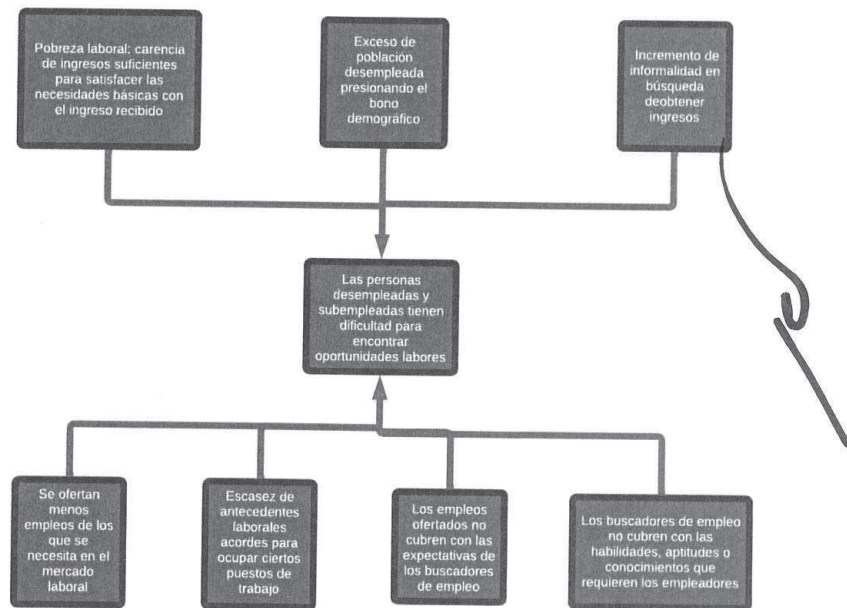 Pobreza laboral: carencia
de ingresos suficientes
para satisfacer las
necesidades básicas con
el ingreso recibido
Exceso de
población
desempleada
presionando el
bono
demográfico
Incremento de
informalidad en
búsqueda
deobtener
ingresos
Las personas
desempleadas y
subempleadas tienen
dificultad para
encontrar
oportunidades labores
Se ofertan
menos
empleos de los
que se
necesita en el
mercado
laboral
Escasez de
antecedentes
laborales
acordes para
ocupar ciertos
puestos de
trabajo
Los empleos
ofertados no
cubren con las
expectativas de
los buscadores
de empleo
Los buscadores de empleo
no cubren con las
habilidades, aptitudes o
conocimientos que
requieren los empleadores